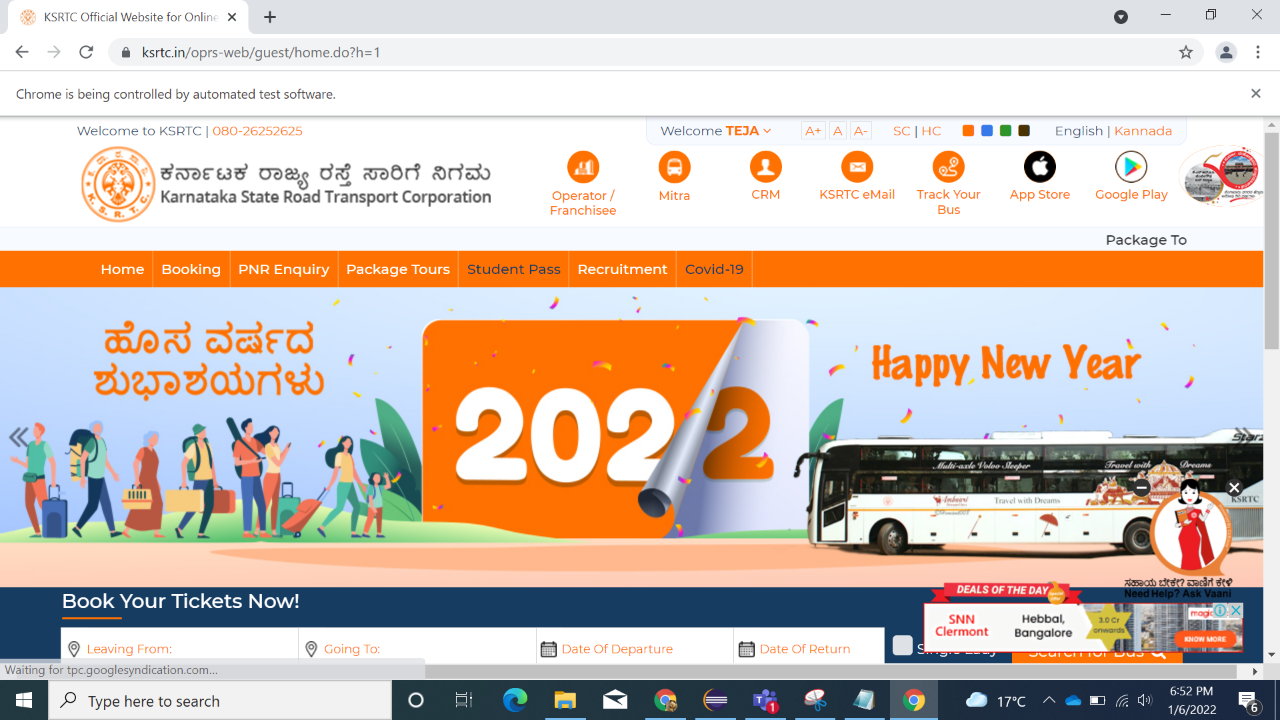 KSRTC Official Website for Online
ksrtc.in/oprs-web/guest/home.do?h=1
Chrome is being controlled by automated test software.
Welcome to KSRTC | 080-26252625
Welcome TEJA
A+ A A-
SC | HC
English | Kannada
ಕರ್ನಾಟಕ ರಾಜ್ಯ ರಸ್ತೆ ಸಾರಿಗೆ ನಿಗಮ
Karnataka State Road Transport Corporation
K. S. R. T. C.
Operator /
Franchisee
Mitra
CRM
KSRTC eMail
Track Your
Bus
App Store
Google Play
Package To
Home Booking PNR Enquiry Package Tours Student Pass Recruitment Covid-19
ಹೊಸ ವರ್ಷದ
ಶುಭಾಶಯಗಳು
2022
2
Happy New Year
Multi-axle Volvo Sleeper
Travel with Dreams
Travel with Dreams
KSRTC
ಸಹಾಯ ಬೇಕೇ? ವಾಣಿಗೆ ಕೇಳಿ
Need Help? Ask Vaani
Book Your Tickets Now!
DEALS OF THE DAY
SNN
Clermont
Hebbal,
Bangalore
3.0 Cr
onwards
KNOW MORE
Leaving From:
Going To:
Date Of Departure
Date Of Return
Single Lady
Search for Bus
Waiting for tpc.googlesyndication.com...
Type here to search
1
17°C
6:52 PM
1/6/2022
6